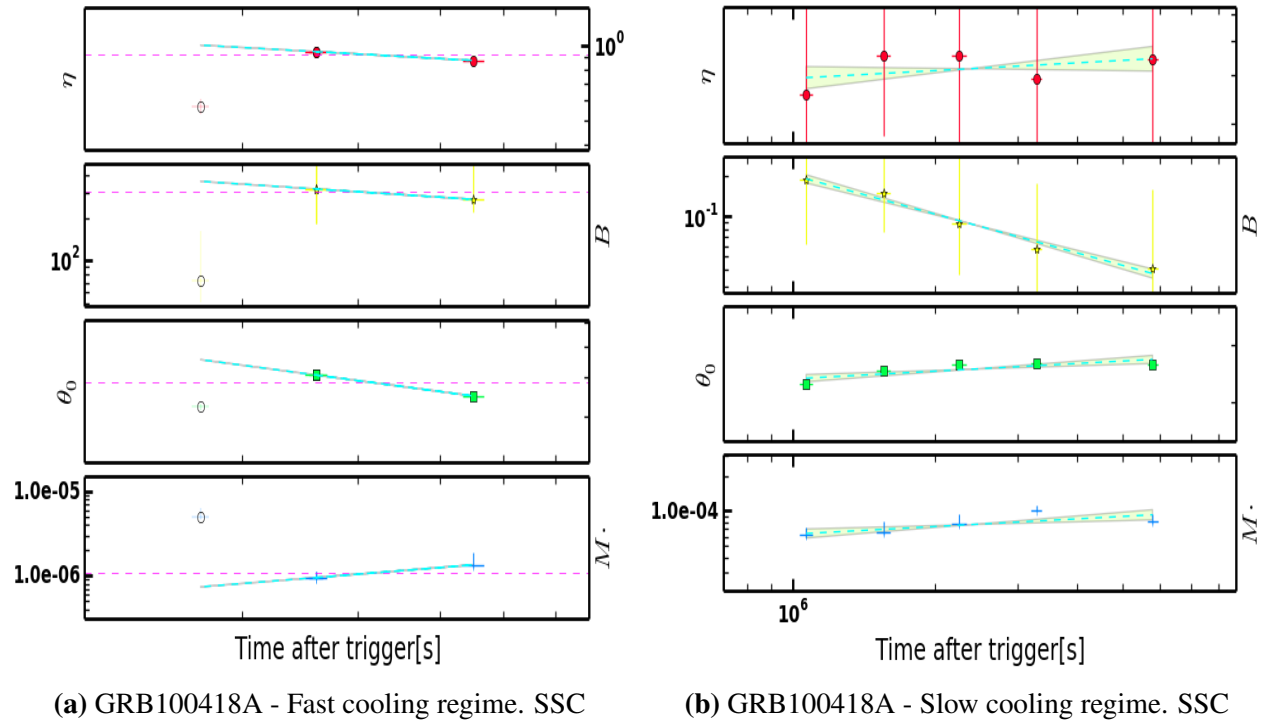 η
10^0
B
10^2
θ_0
1.0e-05
1.0e-06
M·
Time after trigger[s]
(a) GRB100418A - Fast cooling regime. SSC
η
10^-1
B
θ_0
1.0e-04
M·
10^6
Time after trigger[s]
(b) GRB100418A - Slow cooling regime. SSC